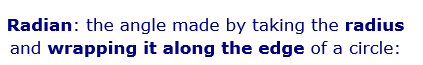 Radian: the angle made by taking the radius
and wrapping it along the edge of a circle: